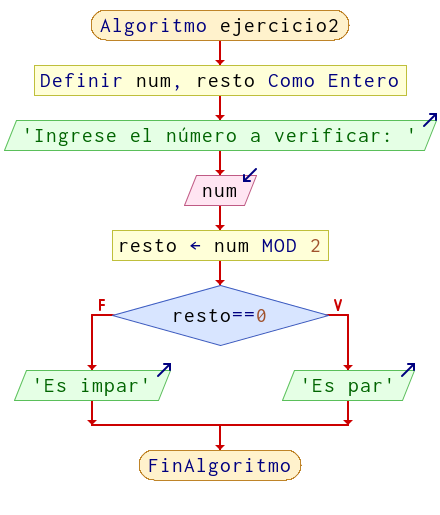 Algoritmo ejercicio2
Definir num, resto Como Entero
'Ingrese el número a verificar: '
num
resto ← num MOD 2
F
V
resto==0
'Es impar'
'Es par'
FinAlgoritmo